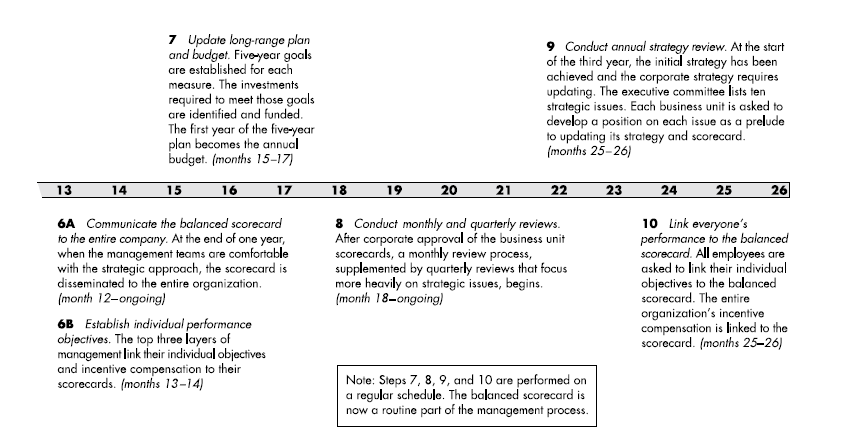 7 Update long-range plan
and budget. Five-year goals
are established for each
measure. The investments
required to meet those goals
are identified and funded.
The first year of the five-year
plan becomes the annual
budget. (months 15–17)
9 Conduct annual strategy review. At the start
of the third year, the initial strategy has been
achieved and the corporate strategy requires
updating. The executive committee lists ten
strategic issues. Each business unit is asked to
develop a position on each issue as a prelude
to updating its strategy and scorecard.
(months 25–26)
13 14 15 16 17 18 19 20 21 22 23 24 25 26
6A Communicate the balanced scorecard
to the entire company. At the end of one year,
when the management teams are comfortable
with the strategic approach, the scorecard is
disseminated to the entire organization.
(month 12–ongoing)
6B Establish individual performance
objectives. The top three layers of
management link their individual objectives
and incentive compensation to their
scorecards. (months 13–14)
8 Conduct monthly and quarterly reviews.
After corporate approval of the business unit
scorecards, a monthly review process,
supplemented by quarterly reviews that focus
more heavily on strategic issues, begins.
(month 18–ongoing)
10 Link everyone's
performance to the balanced
scorecard. All employees are
asked to link their individual
objectives to the balanced
scorecard. The entire
organization's incentive
compensation is linked to the
scorecard. (months 25–26)
Note: Steps 7, 8, 9, and 10 are performed on
a regular schedule. The balanced scorecard is
now a routine part of the management process.